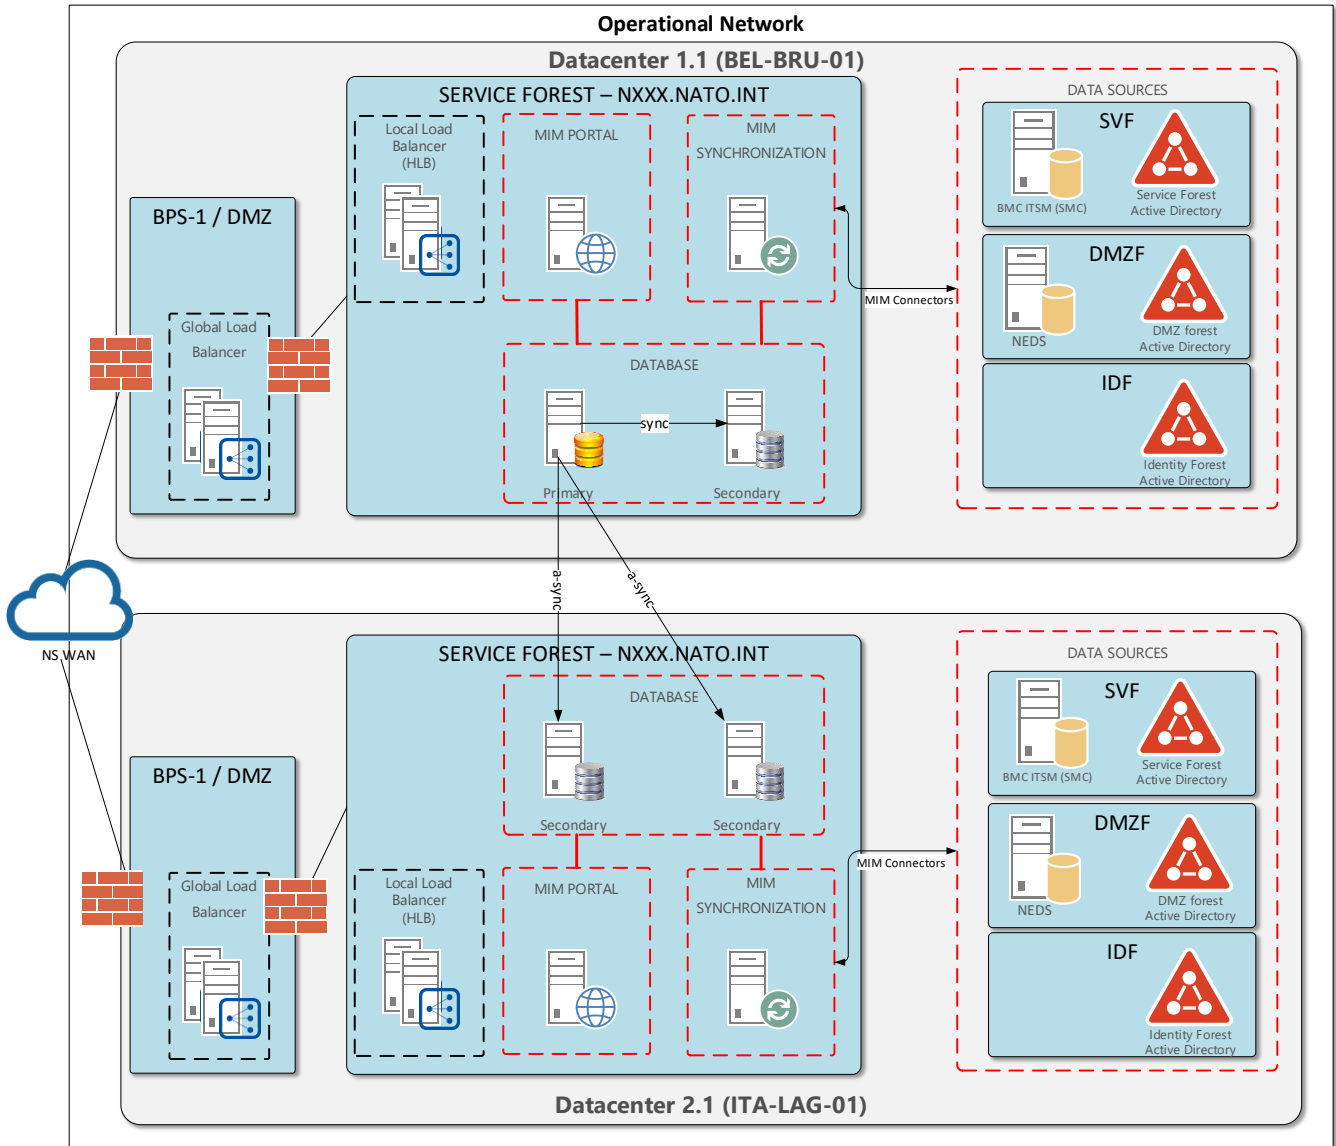 Operational Network
Datacenter 1.1 (BEL-BRU-01)
SERVICE FOREST – NXXX.NATO.INT
Local Load
Balancer
(HLB)
MIM PORTAL
MIM
SYNCHRONIZATION
DATA SOURCES
SVF
BMC ITSM (SMC)
Service Forest
Active Directory
BPS-1 / DMZ
DMZF
NEDS
DMZ forest
Active Directory
MIM Connectors
Global Load
Balancer
DATABASE
IDF
Identity Forest
Active Directory
sync
Primary
Secondary
a-sync
a-sync
NS WAN
SERVICE FOREST – NXXX.NATO.INT
DATABASE
Secondary
Secondary
DATA SOURCES
SVF
BMC ITSM (SMC)
Service Forest
Active Directory
BPS-1 / DMZ
DMZF
NEDS
DMZ forest
Active Directory
MIM Connectors
Global Load
Balancer
Local Load
Balancer
(HLB)
MIM PORTAL
MIM
SYNCHRONIZATION
IDF
Identity Forest
Active Directory
Datacenter 2.1 (ITA-LAG-01)